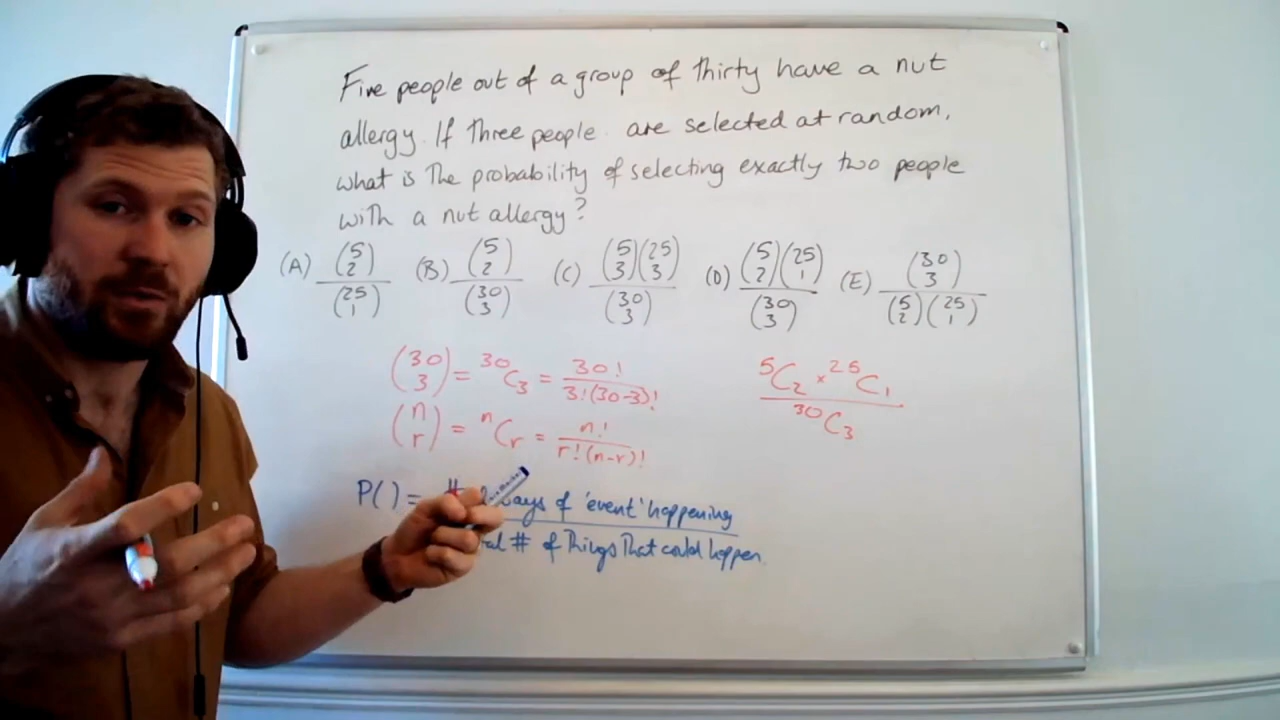 Five people out of a group of thirty have a nut
allergy. If three people are selected at random,
what is the probability of selecting exactly two people
with a nut allergy?
(A) (5 2) / (25 1) (B) (5 2) / (30 3) (C) (5 3)(25 3) / (30 3) (D) (5 2)(25 1) / (30 3) (E) (30 3) / (5 2)(25 1)
(30 3) = ³⁰C₃ = 30! / 3!(30-3)! ⁵C₂ × ²⁵C₁ / ³⁰C₃
(n r) = ⁿCᵣ = n! / r!(n-r)!
P( ) = # ways of 'event' happening
# of things that could happen.